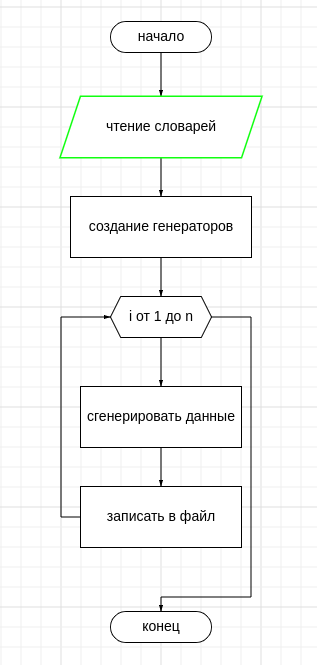 начало
чтение словарей
создание генераторов
i от 1 до n
сгенерировать данные
записать в файл
конец